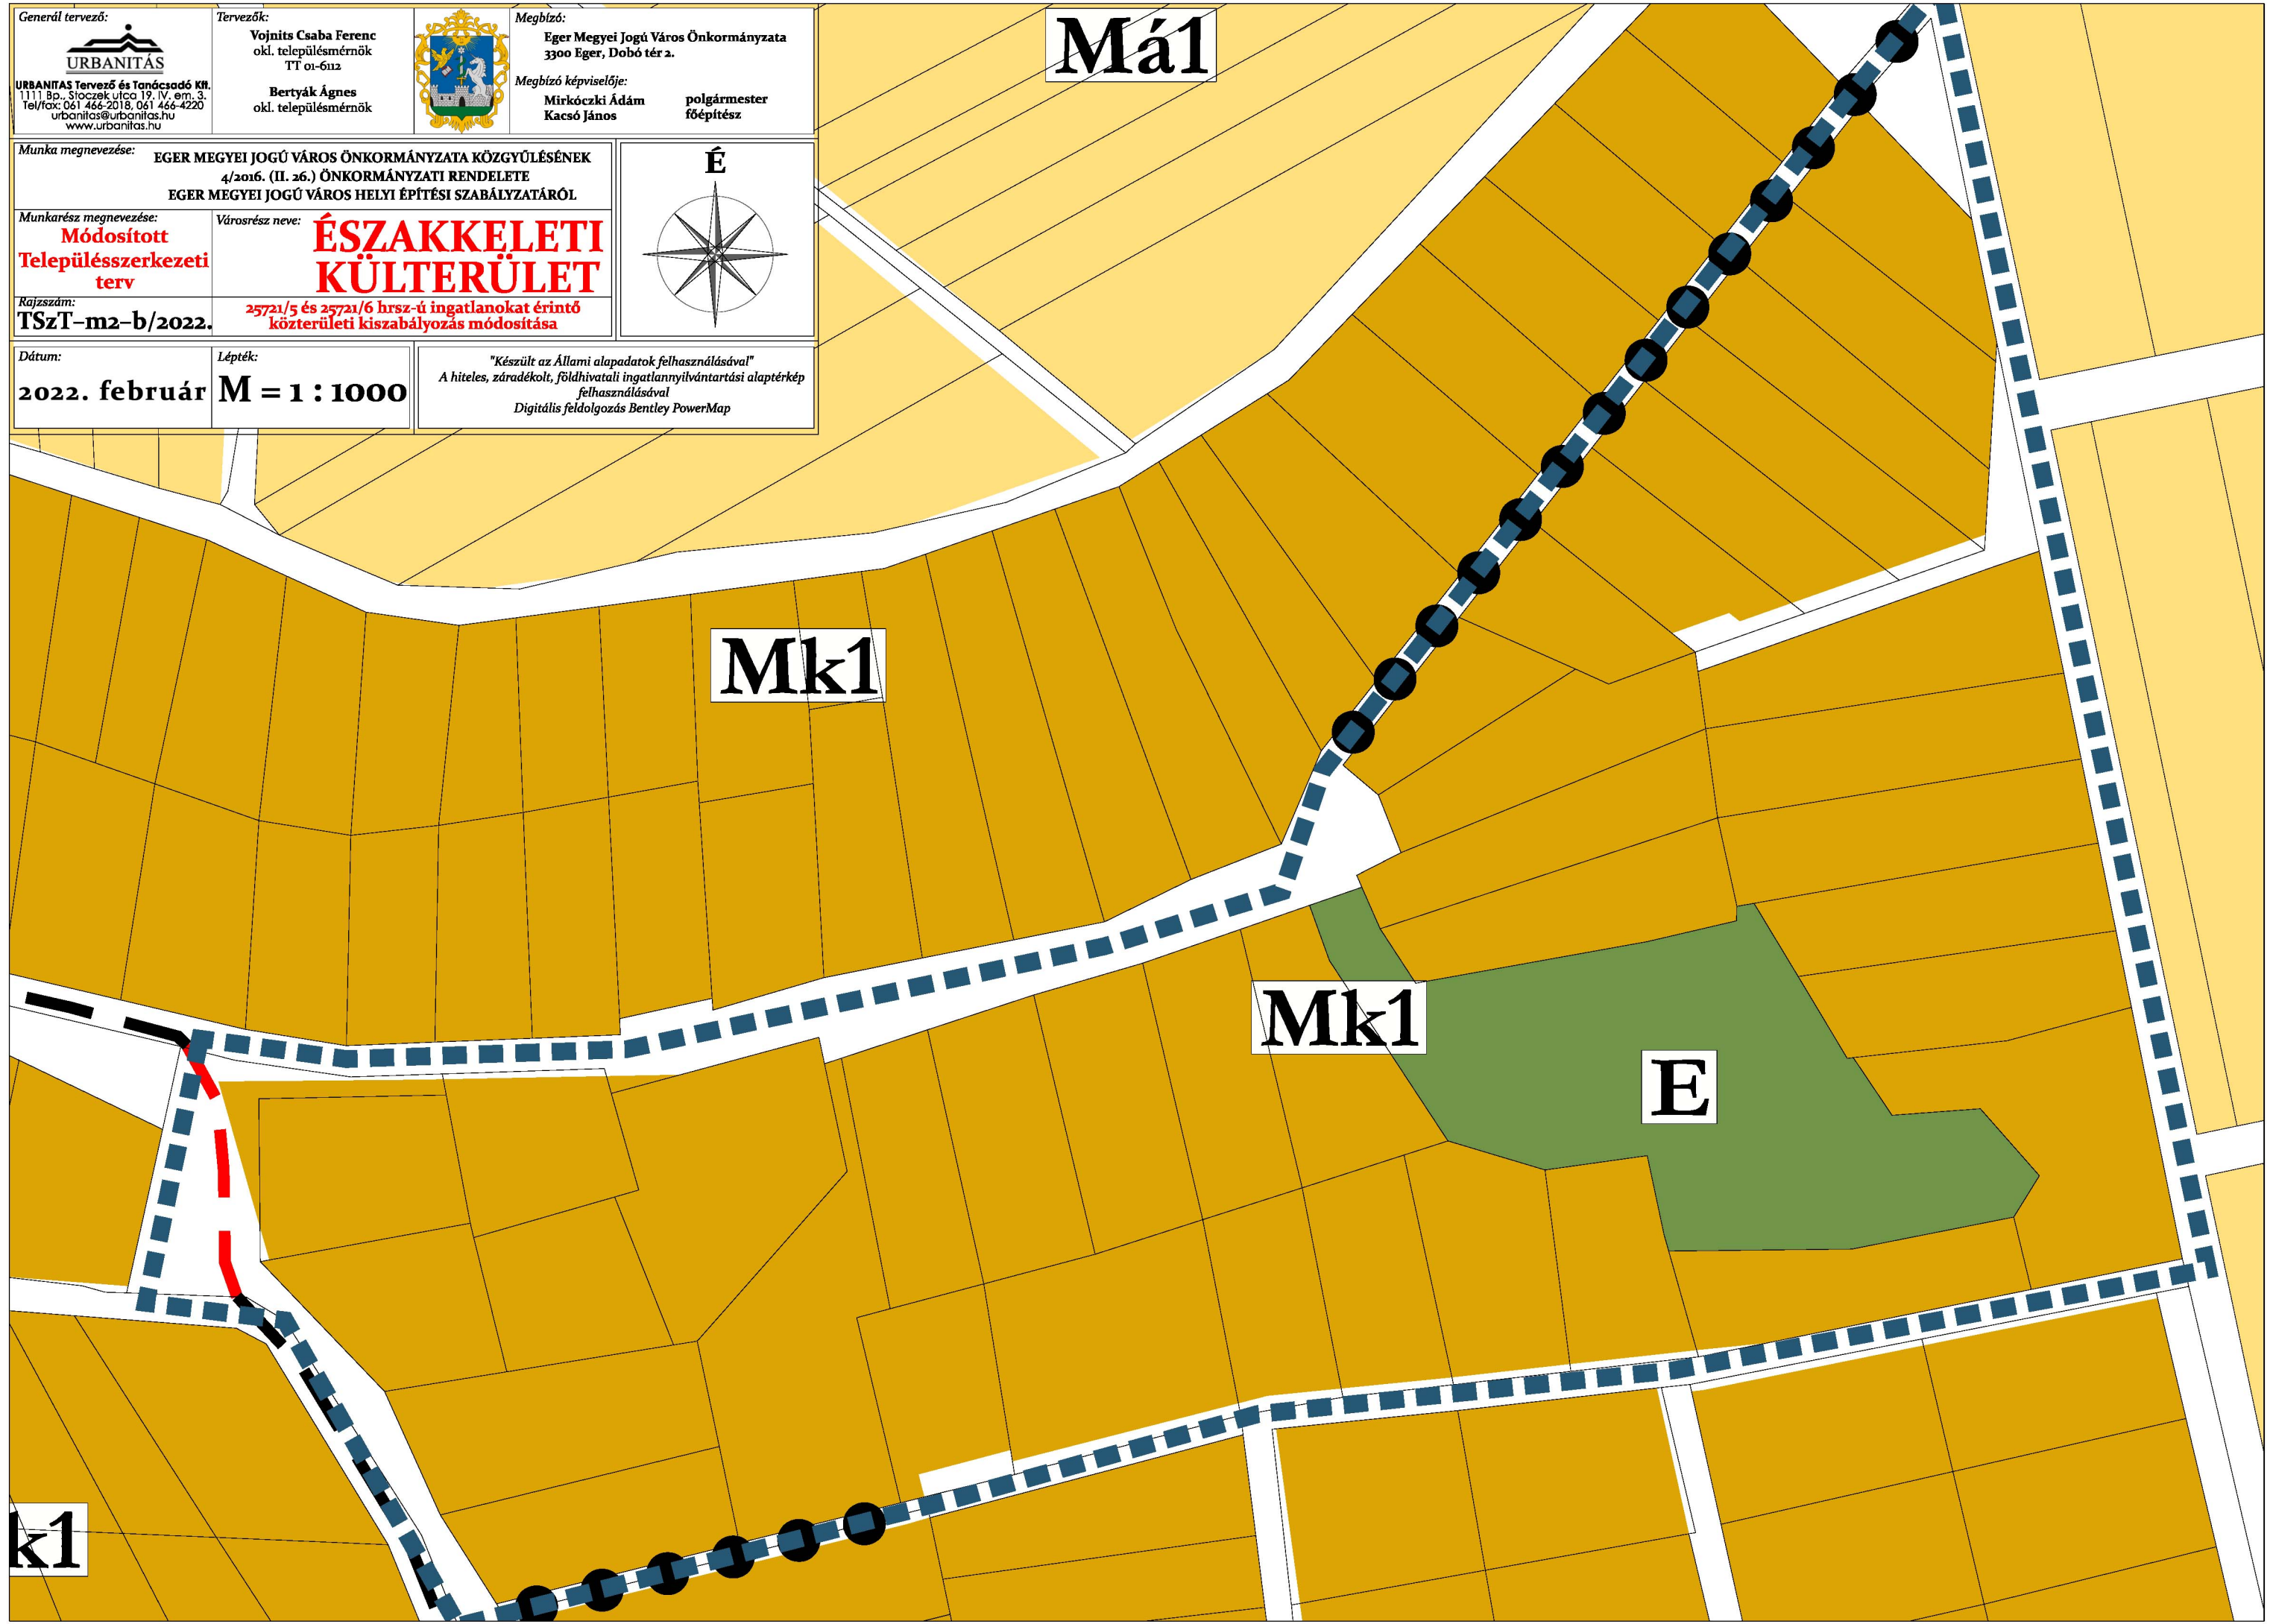 Generál tervező:
URBANITÁS
URBANITAS Tervező és Tanácsadó Kft.
1111 Bp., Stoczek utca 19. IV. em. 3.
Tel/fax: 061 466-2018, 061 466-4220
urbanitas@urbanitas.hu
www.urbanitas.hu
Tervezők:
Vojnits Csaba Ferenc
okl. településmérnök
TT 01-6112
Bertyák Ágnes
okl. településmérnök
Megbízó:
Eger Megyei Jogú Város Önkormányzata
3300 Eger, Dobó tér 2.
Megbízó képviselője:
Mirkóczki Ádám polgármester
Kacsó János főépítész
Munka megnevezése:
EGER MEGYEI JOGÚ VÁROS ÖNKORMÁNYZATA KÖZGYŰLÉSÉNEK
4/2016. (II. 26.) ÖNKORMÁNYZATI RENDELETE
EGER MEGYEI JOGÚ VÁROS HELYI ÉPÍTÉSI SZABÁLYZATÁRÓL
Munkarész megnevezése:
Módosított
Településszerkezeti
terv
Városrész neve:
ÉSZAKKELETI
KÜLTERÜLET
Rajzszám:
TSzT-m2-b/2022.
25721/5 és 25721/6 hrsz-ú ingatlanokat érintő
közterületi kiszabályozás módosítása
É
Dátum:
2022. február
Lépték:
M = 1 : 1000
"Készült az Állami alapadatok felhasználásával"
A hiteles, záradékolt, földhivatali ingatlannyilvántartási alaptérkép
felhasználásával
Digitális feldolgozás Bentley PowerMap
Má1
Mk1
Mk1
E
k1